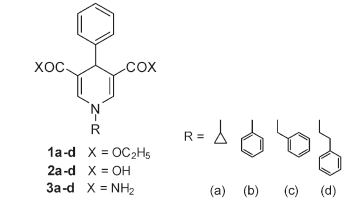 XOC COX
N
R
1a-d X = OC₂H₅
2a-d X = OH
3a-d X = NH₂
R =
(a) (b) (c) (d)